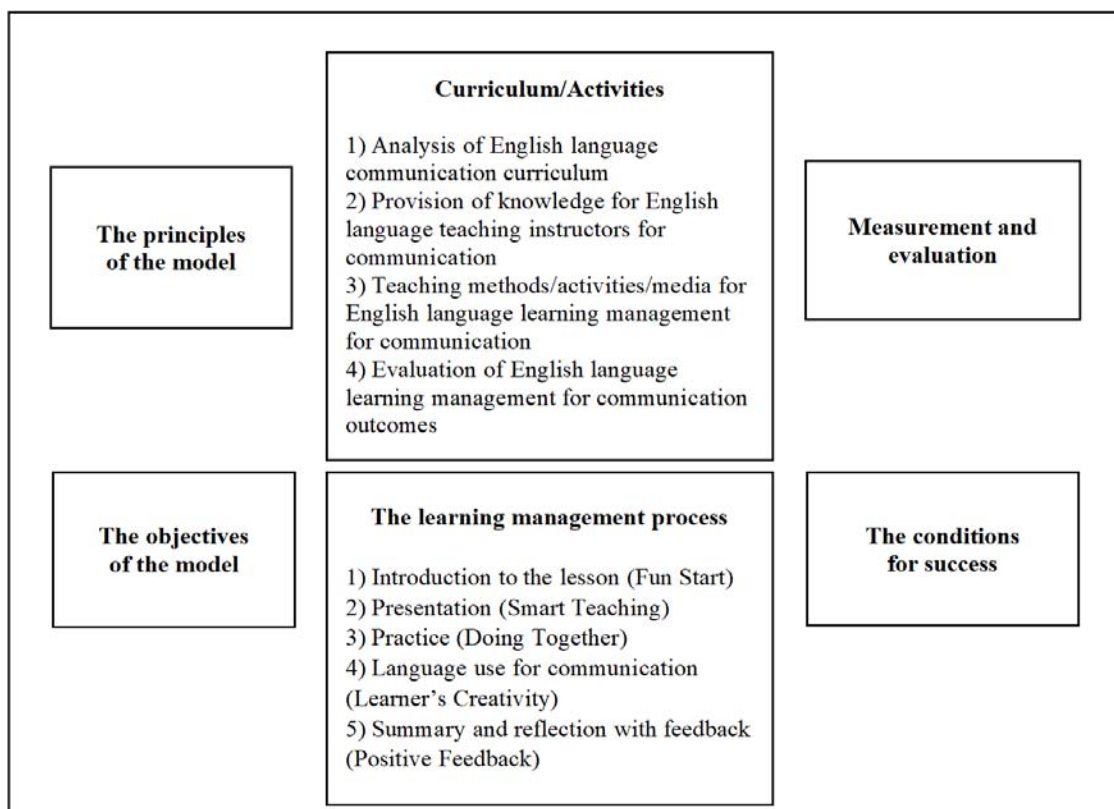 The principles
of the model
The objectives
of the model
Curriculum/Activities
1) Analysis of English language
communication curriculum
2) Provision of knowledge for English
language teaching instructors for
communication
3) Teaching methods/activities/media for
English language learning management
for communication
4) Evaluation of English language
learning management for communication
outcomes
The learning management process
1) Introduction to the lesson (Fun Start)
2) Presentation (Smart Teaching)
3) Practice (Doing Together)
4) Language use for communication
(Learner’s Creativity)
5) Summary and reflection with feedback
(Positive Feedback)
Measurement and
evaluation
The conditions
for success